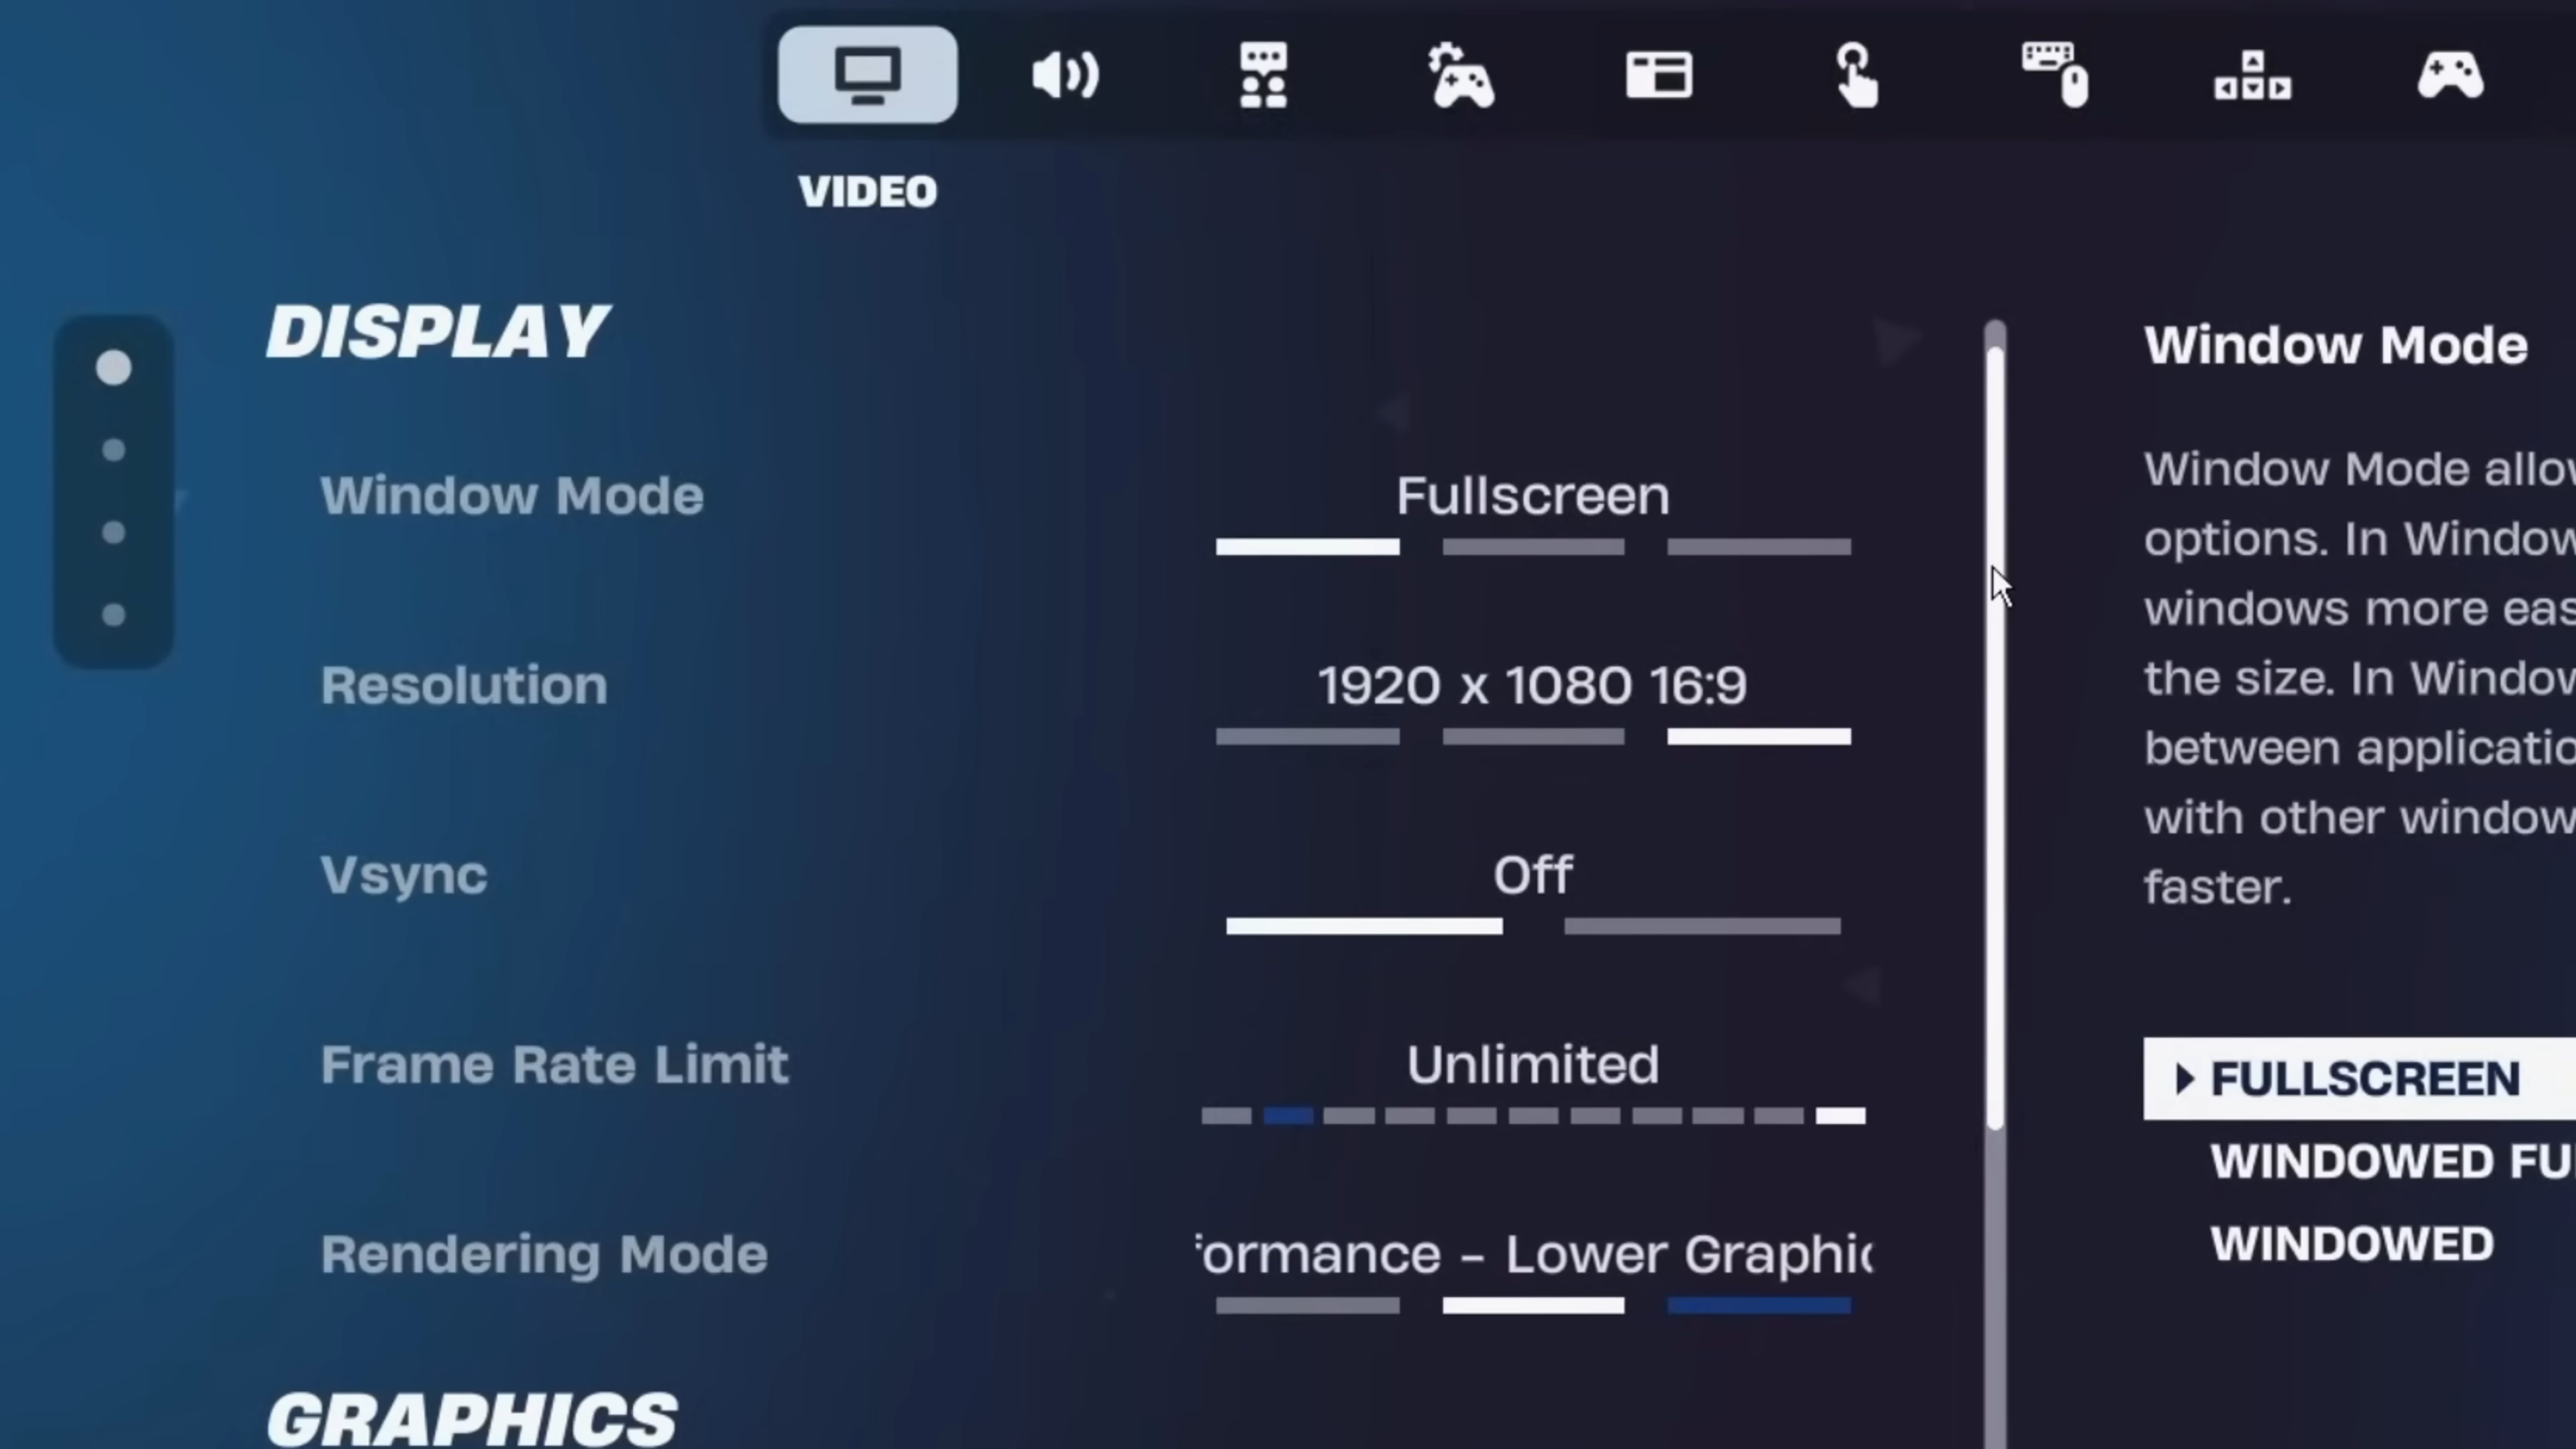 VIDEO
DISPLAY
Window Mode
Fullscreen
Resolution
1920 x 1080 16:9
Vsync
Off
Frame Rate Limit
Unlimited
Rendering Mode
formance - Lower Graphic
GRAPHICS
Window Mode
Window Mode allow
options. In Window
windows more eas
the size. In Window
between applicatio
with other window
faster.
FULLSCREEN
WINDOWED FU
WINDOWED